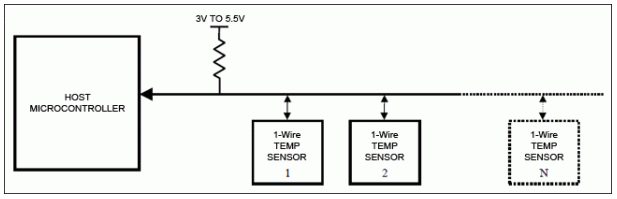 3V TO 5.5V
HOST
MICROCONTROLLER
1-Wire
TEMP
SENSOR
1
1-Wire
TEMP
SENSOR
2
1-Wire
TEMP
SENSOR
N